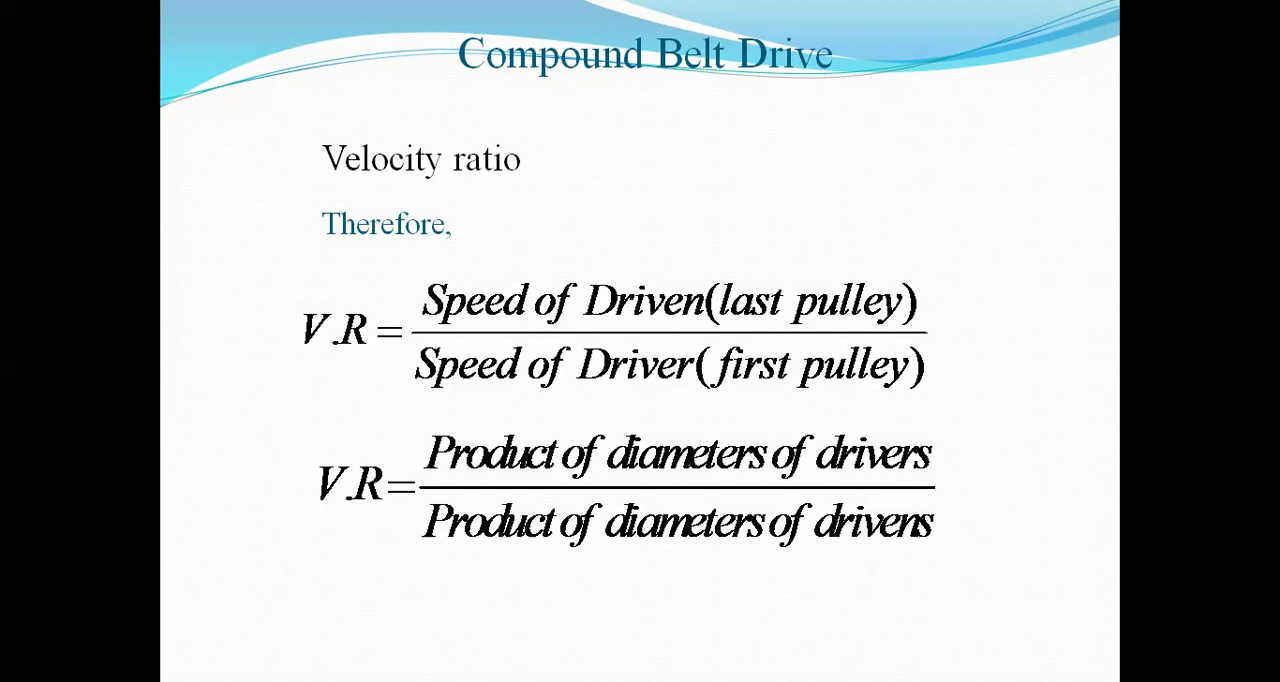 Compound Belt Drive
Velocity ratio
Therefore,
V.R = Speed of Driven(last pulley)
Speed of Driver(first pulley)
V.R = Product of diameters of drivers
Product of diameters of drivens